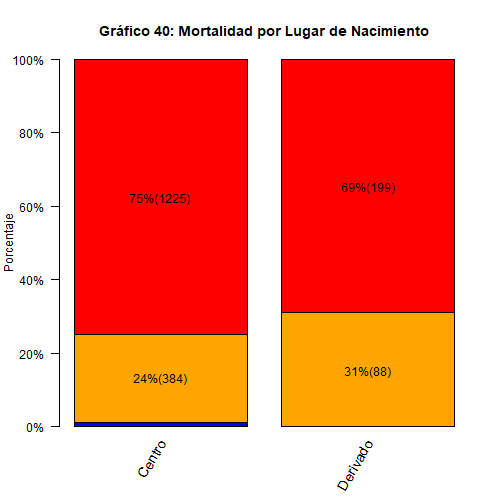 Gráfico 40: Mortalidad por Lugar de Nacimiento
Porcentaje
100%
80%
60%
40%
20%
0%
75%(1225)
24%(384)
69%(199)
31%(88)
Centro
Derivado